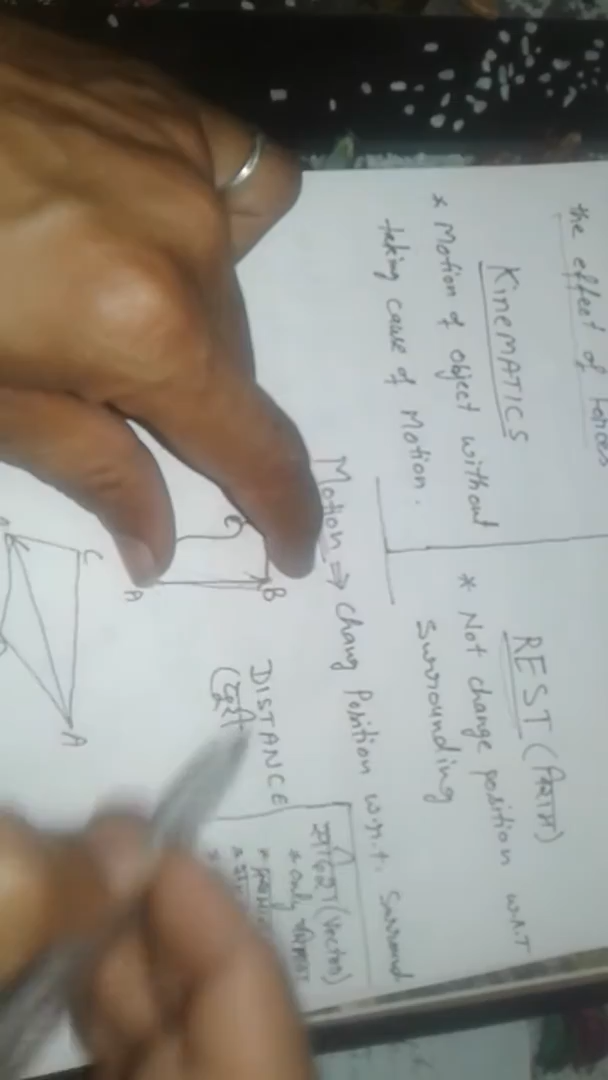 the effect of forces
KINEMATICS
* Motion of object without
taking cause of Motion.
REST (
* Not change position w.r.t
surrounding
Motion ⇒ chang Position w.r.t. surround
DISTANCE
(दूरी)
(Vector)
* only
C
B
A
C
A